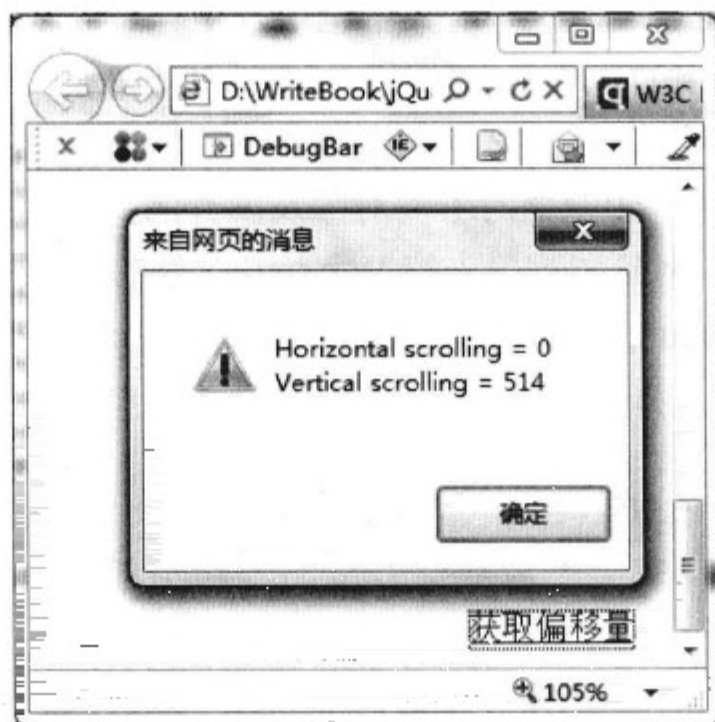 D:\WriteBook\jQu
W3C
DebugBar
来自网页的消息
Horizontal scrolling = 0
Vertical scrolling = 514
确定
获取偏移量
105%